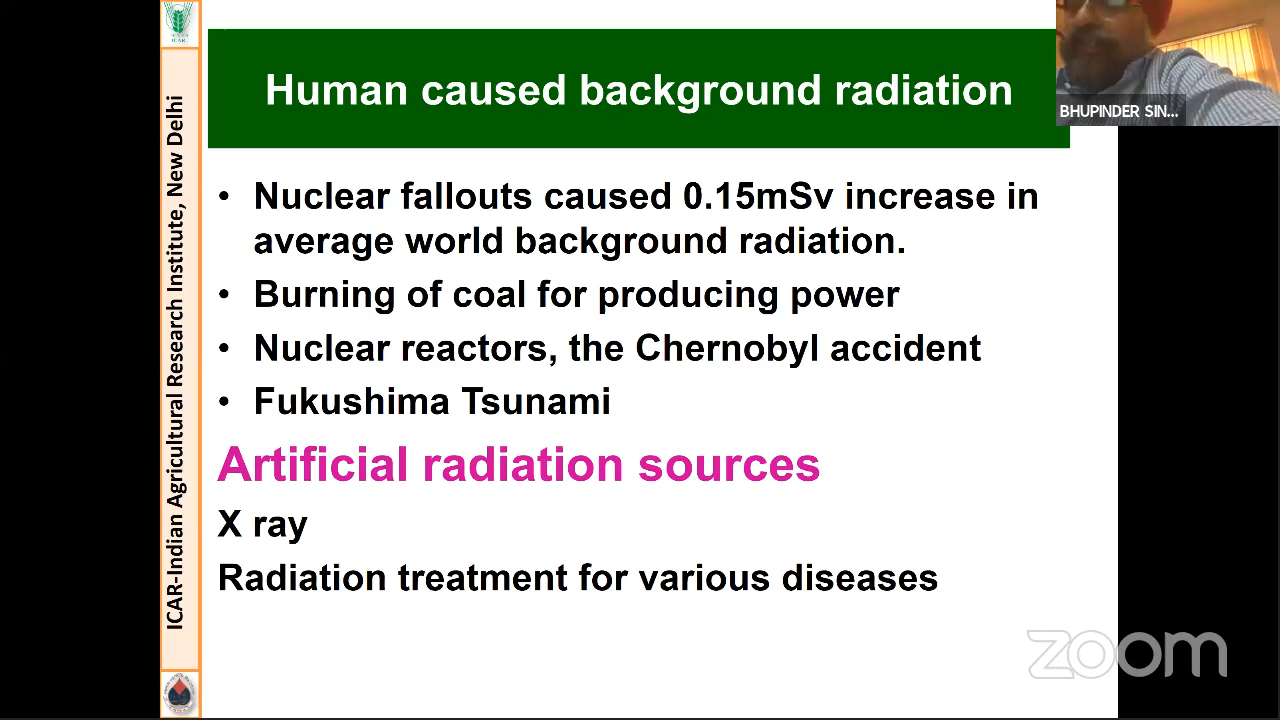 ICAR
ICAR-Indian Agricultural Research Institute, New Delhi
Human caused background radiation
BHUPINDER SIN...
• Nuclear fallouts caused 0.15mSv increase in
average world background radiation.
• Burning of coal for producing power
• Nuclear reactors, the Chernobyl accident
• Fukushima Tsunami
Artificial radiation sources
X ray
Radiation treatment for various diseases
zoom